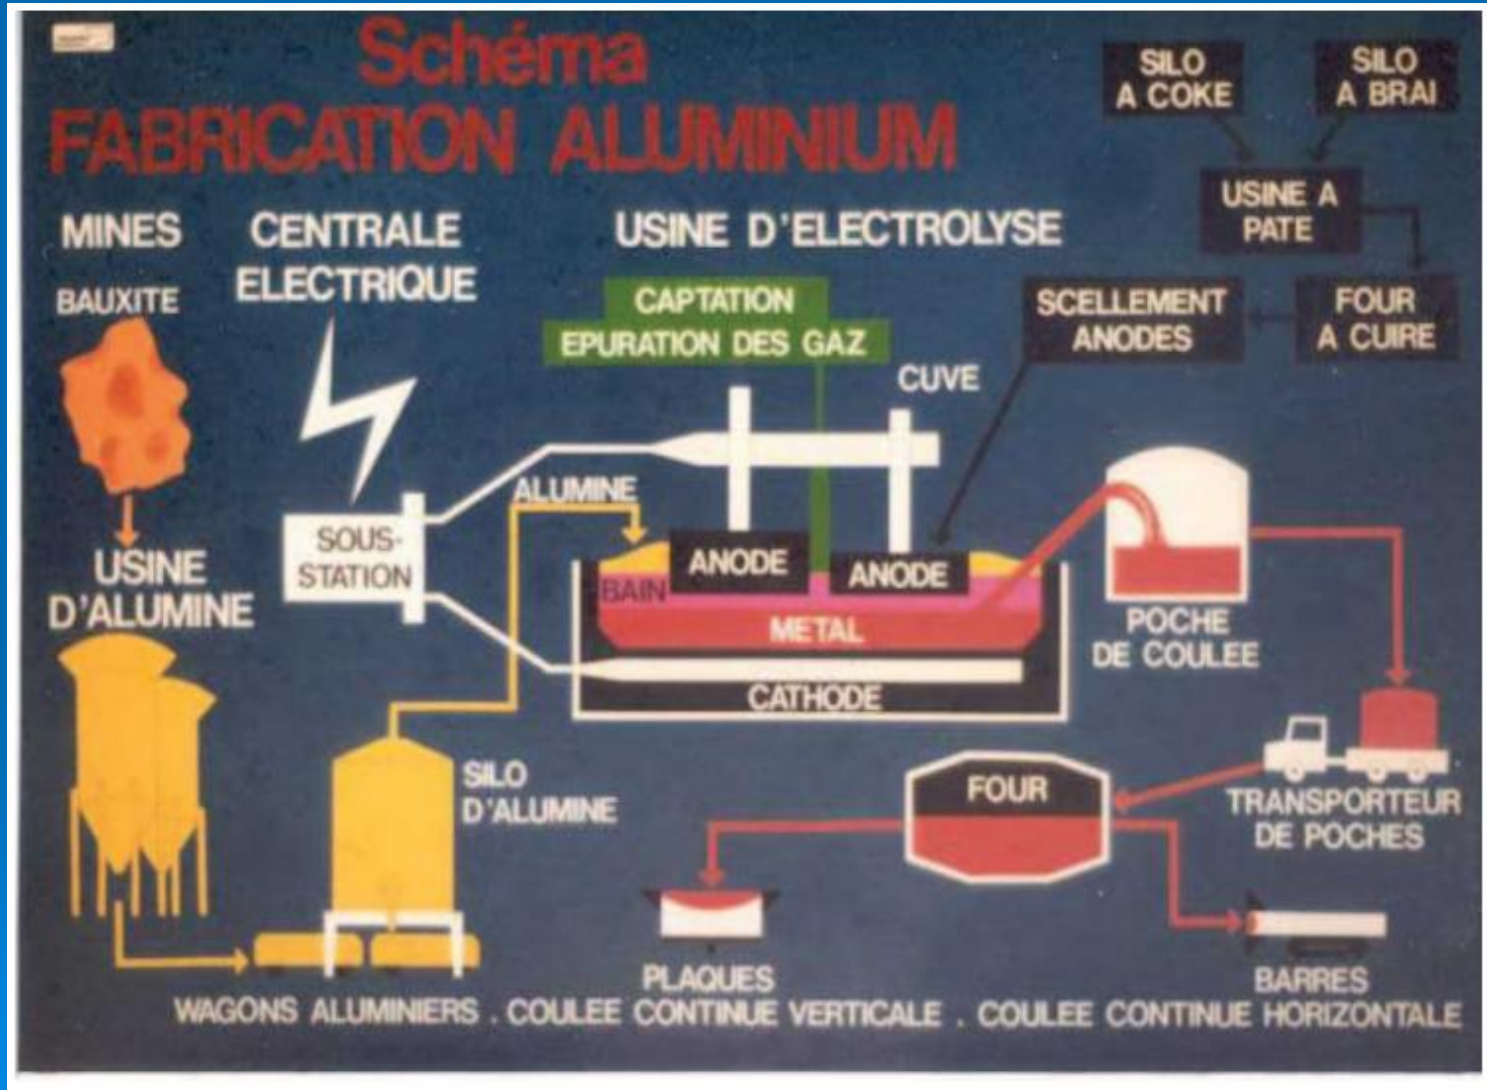 Schéma
FABRICATION ALUMINIUM
SILO
A COKE
SILO
A BRAI
USINE A
PATE
FOUR
A CUIRE
SCELLEMENT
ANODES
MINES
BAUXITE
USINE
D'ALUMINE
CENTRALE
ELECTRIQUE
SOUS-
STATION
USINE D'ELECTROLYSE
CAPTATION
EPURATION DES GAZ
CUVE
ALUMINE
ANODE
ANODE
BAIN
METAL
CATHODE
POCHE
DE COULEE
SILO
D'ALUMINE
FOUR
TRANSPORTEUR
DE POCHES
PLAQUES
BARRES
WAGONS ALUMINIERS . COULEE CONTINUE VERTICALE . COULEE CONTINUE HORIZONTALE